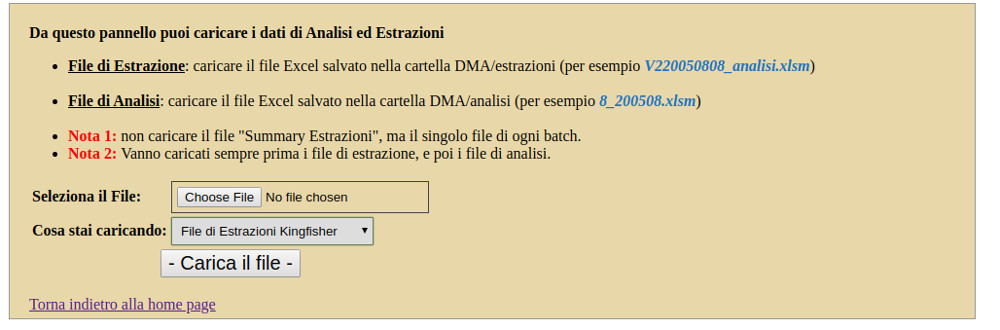 Da questo pannello puoi caricare i dati di Analisi ed Estrazioni
File di Estrazione: caricare il file Excel salvato nella cartella DMA/estrazioni (per esempio V220050808_analisi.xlsm)
File di Analisi: caricare il file Excel salvato nella cartella DMA/analisi (per esempio 8_200508.xlsm)
Nota 1: non caricare il file "Summary Estrazioni", ma il singolo file di ogni batch.
Nota 2: Vanno caricati sempre prima i file di estrazione, e poi i file di analisi.
Seleziona il File: Choose File No file chosen
Cosa stai caricando: File di Estrazioni Kingfisher
- Carica il file -
Torna indietro alla home page